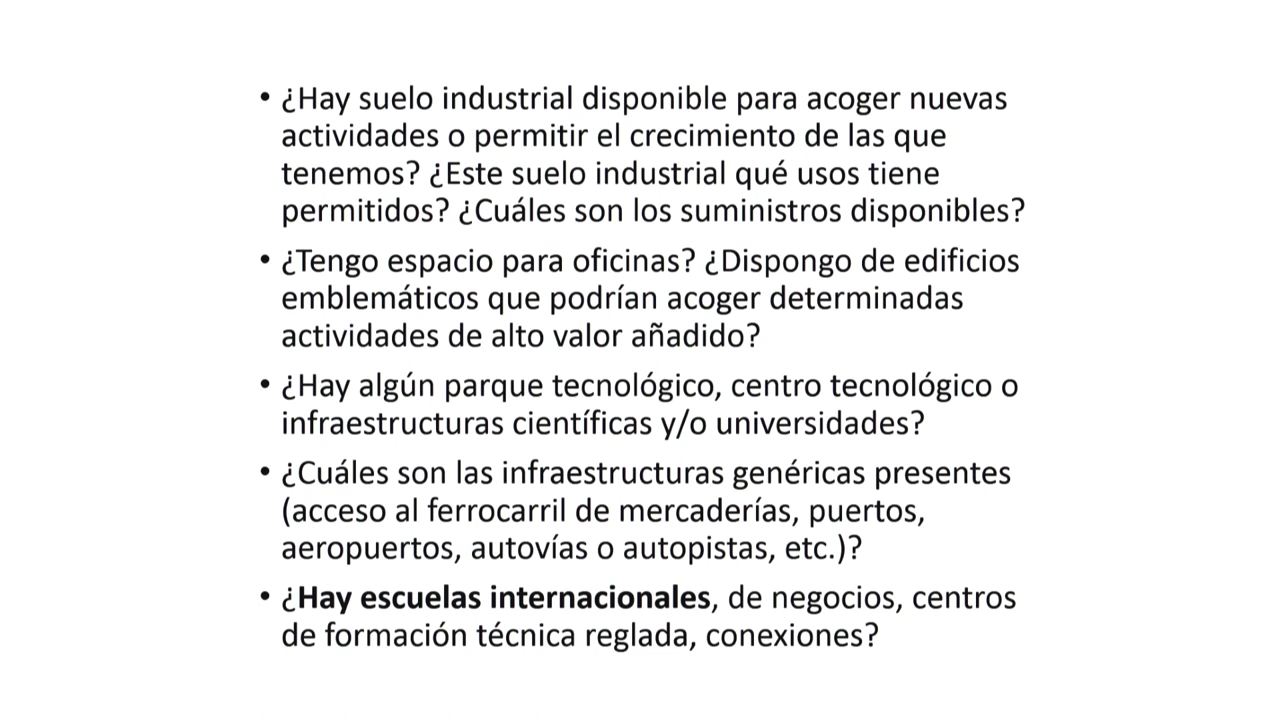 • ¿Hay suelo industrial disponible para acoger nuevas
actividades o permitir el crecimiento de las que
tenemos? ¿Este suelo industrial qué usos tiene
permitidos? ¿Cuáles son los suministros disponibles?
• ¿Tengo espacio para oficinas? ¿Dispongo de edificios
emblemáticos que podrían acoger determinadas
actividades de alto valor añadido?
• ¿Hay algún parque tecnológico, centro tecnológico o
infraestructuras científicas y/o universidades?
• ¿Cuáles son las infraestructuras genéricas presentes
(acceso al ferrocarril de mercaderías, puertos,
aeropuertos, autovías o autopistas, etc.)?
• ¿Hay escuelas internacionales, de negocios, centros
de formación técnica reglada, conexiones?